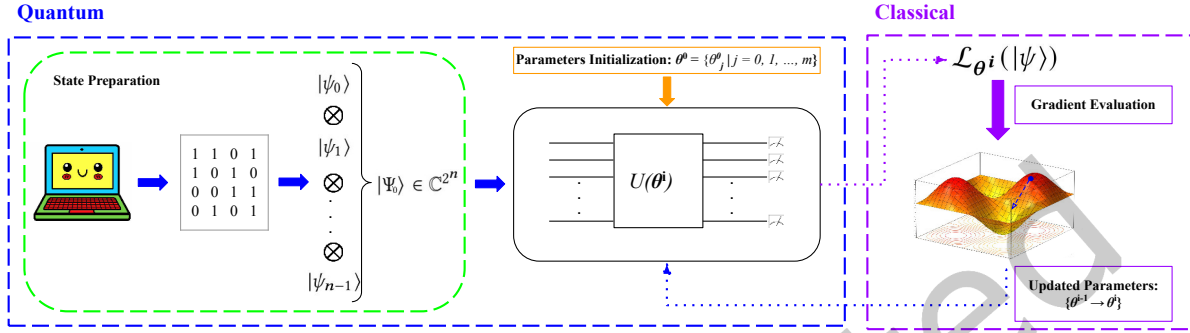 Quantum
Classical
State Preparation
1 1 0 1
1 0 1 0
0 0 1 1
0 1 0 1
|ψ₀⟩
⊗
|ψ₁⟩
⊗
⊗
|ψₙ₋₁⟩
|Ψ₀⟩ ∈ ℂ^{2^n}
Parameters Initialization: θ⁰ = {θ⁰ⱼ | j = 0, 1, ..., m}
U(θⁱ)
ℒ_{θⁱ}(|ψ⟩)
Gradient Evaluation
Updated Parameters:
{θⁱ⁻¹ → θⁱ}